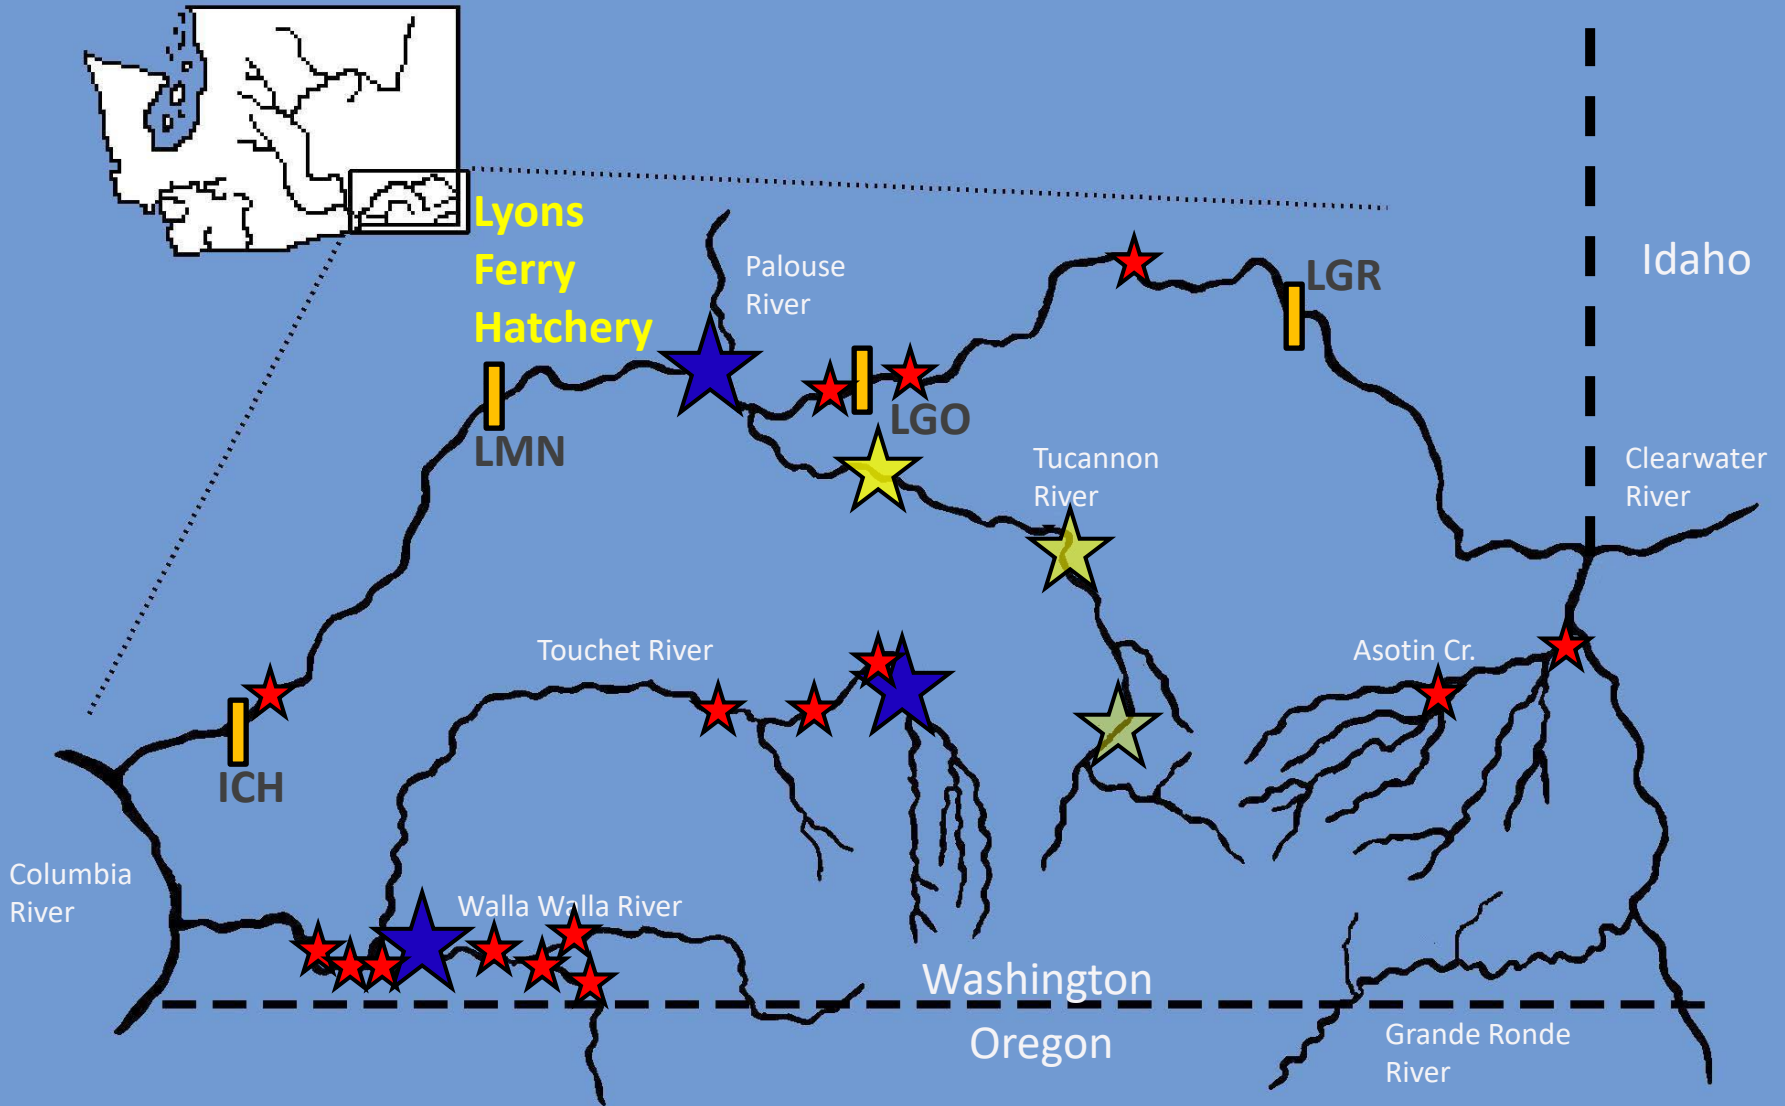 Lyons
Ferry
Hatchery
Palouse
River
LGR
Idaho
LMN
LGO
Tucannon
River
Clearwater
River
Touchet River
Asotin Cr.
ICH
Columbia
River
Walla Walla River
Washington
Oregon
Grande Ronde
River